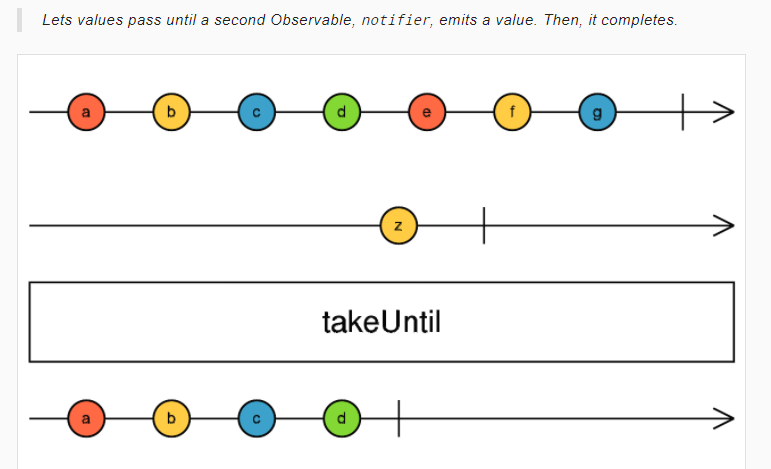 Lets values pass until a second Observable, notifier, emits a value. Then, it completes.
a b c d e f g
z
takeUntil
a b c d